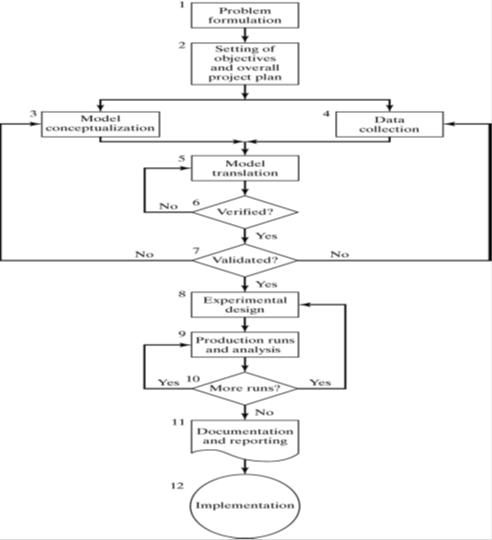 1
Problem
formulation
2
Setting of
objectives
and overall
project plan
3
Model
conceptualization
4
Data
collection
5
Model
translation
No
6
Verified?
Yes
No
7
Validated?
No
Yes
8
Experimental
design
9
Production runs
and analysis
Yes
10
More runs?
Yes
No
11
Documentation
and reporting
12
Implementation